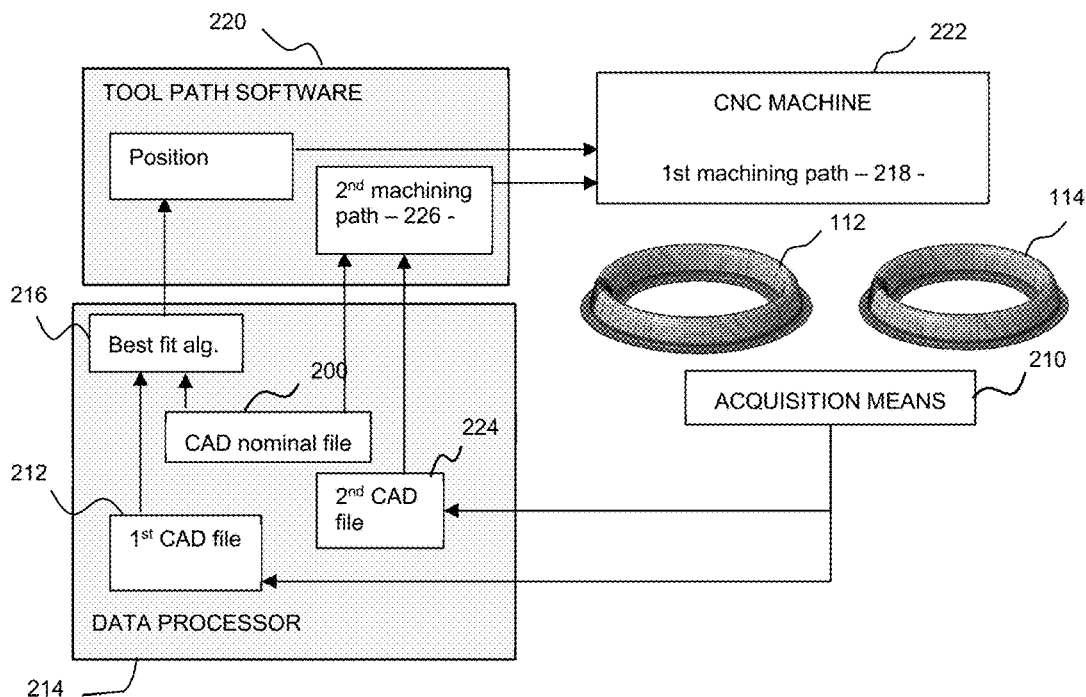 220
222
TOOL PATH SOFTWARE
CNC MACHINE
Position
1st machining path – 218 -
2nd machining
path – 226 -
112
114
216
Best fit alg.
200
210
ACQUISITION MEANS
CAD nominal file
224
212
2nd CAD
file
1st CAD file
DATA PROCESSOR
214